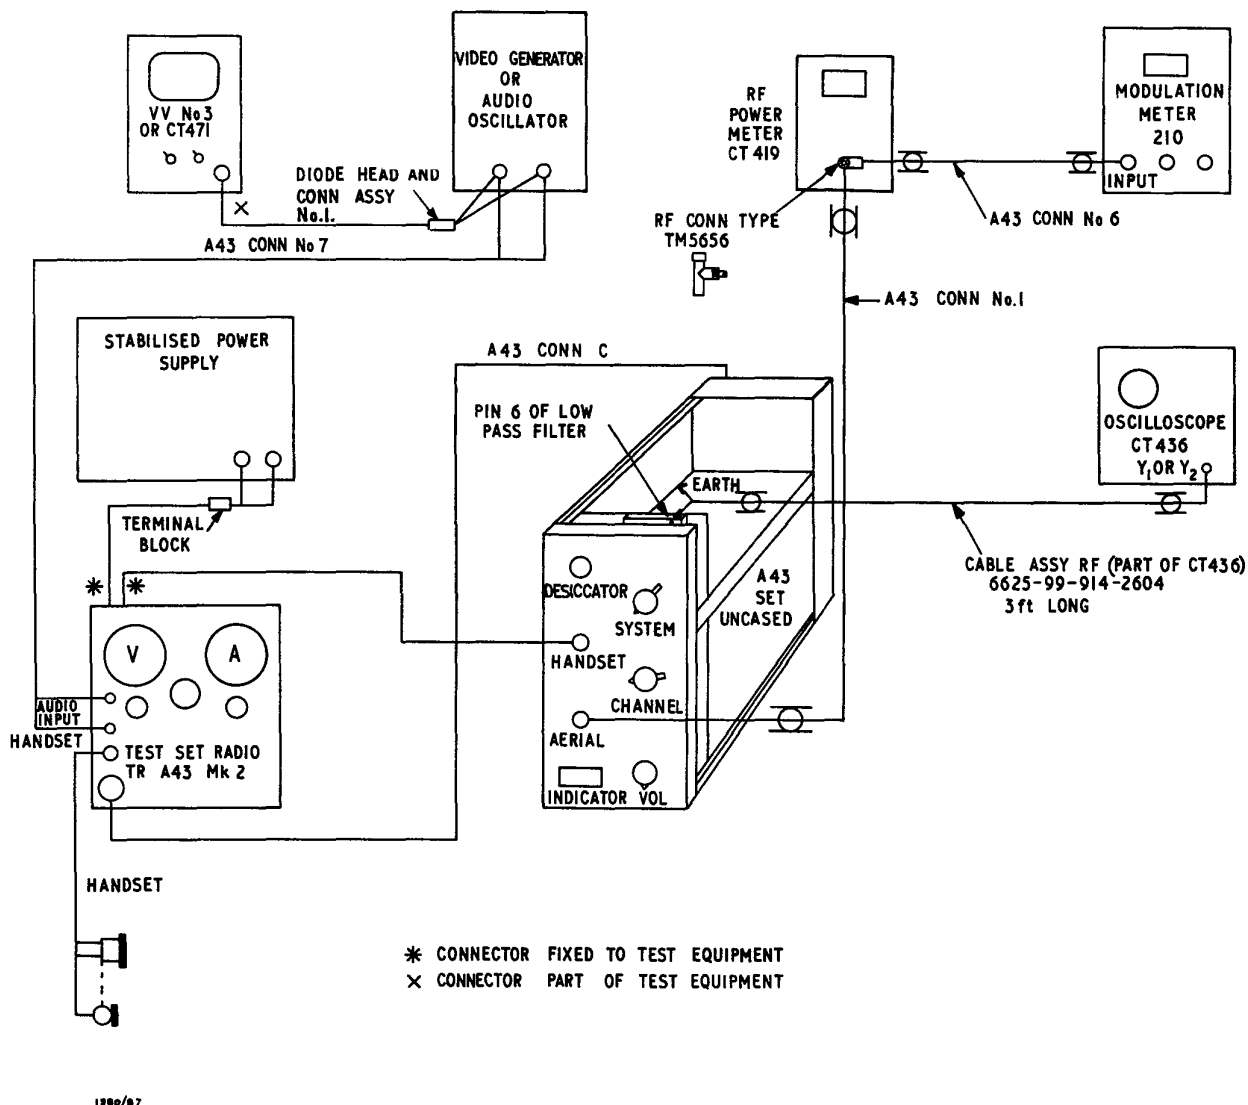 VV No 3
OR CT471
VIDEO GENERATOR
OR
AUDIO
OSCILLATOR
RF
POWER
METER
CT 419
MODULATION
METER
210
INPUT
DIODE HEAD AND
CONN ASSY
No.1.
A43 CONN No 7
RF CONN TYPE
TM5656
A43 CONN No 6
A43 CONN No.1
STABILISED POWER
SUPPLY
A43 CONN C
PIN 6 OF LOW
PASS FILTER
EARTH
OSCILLOSCOPE
CT 436
Y1 OR Y2
TERMINAL
BLOCK
CABLE ASSY RF (PART OF CT436)
6625-99-914-2604
3ft LONG
DESICCATOR
SYSTEM
HANDSET
CHANNEL
AERIAL
INDICATOR VOL
A43
SET
UNCASED
V
A
AUDIO
INPUT
HANDSET
TEST SET RADIO
TR A43 Mk 2
HANDSET
* CONNECTOR FIXED TO TEST EQUIPMENT
× CONNECTOR PART OF TEST EQUIPMENT